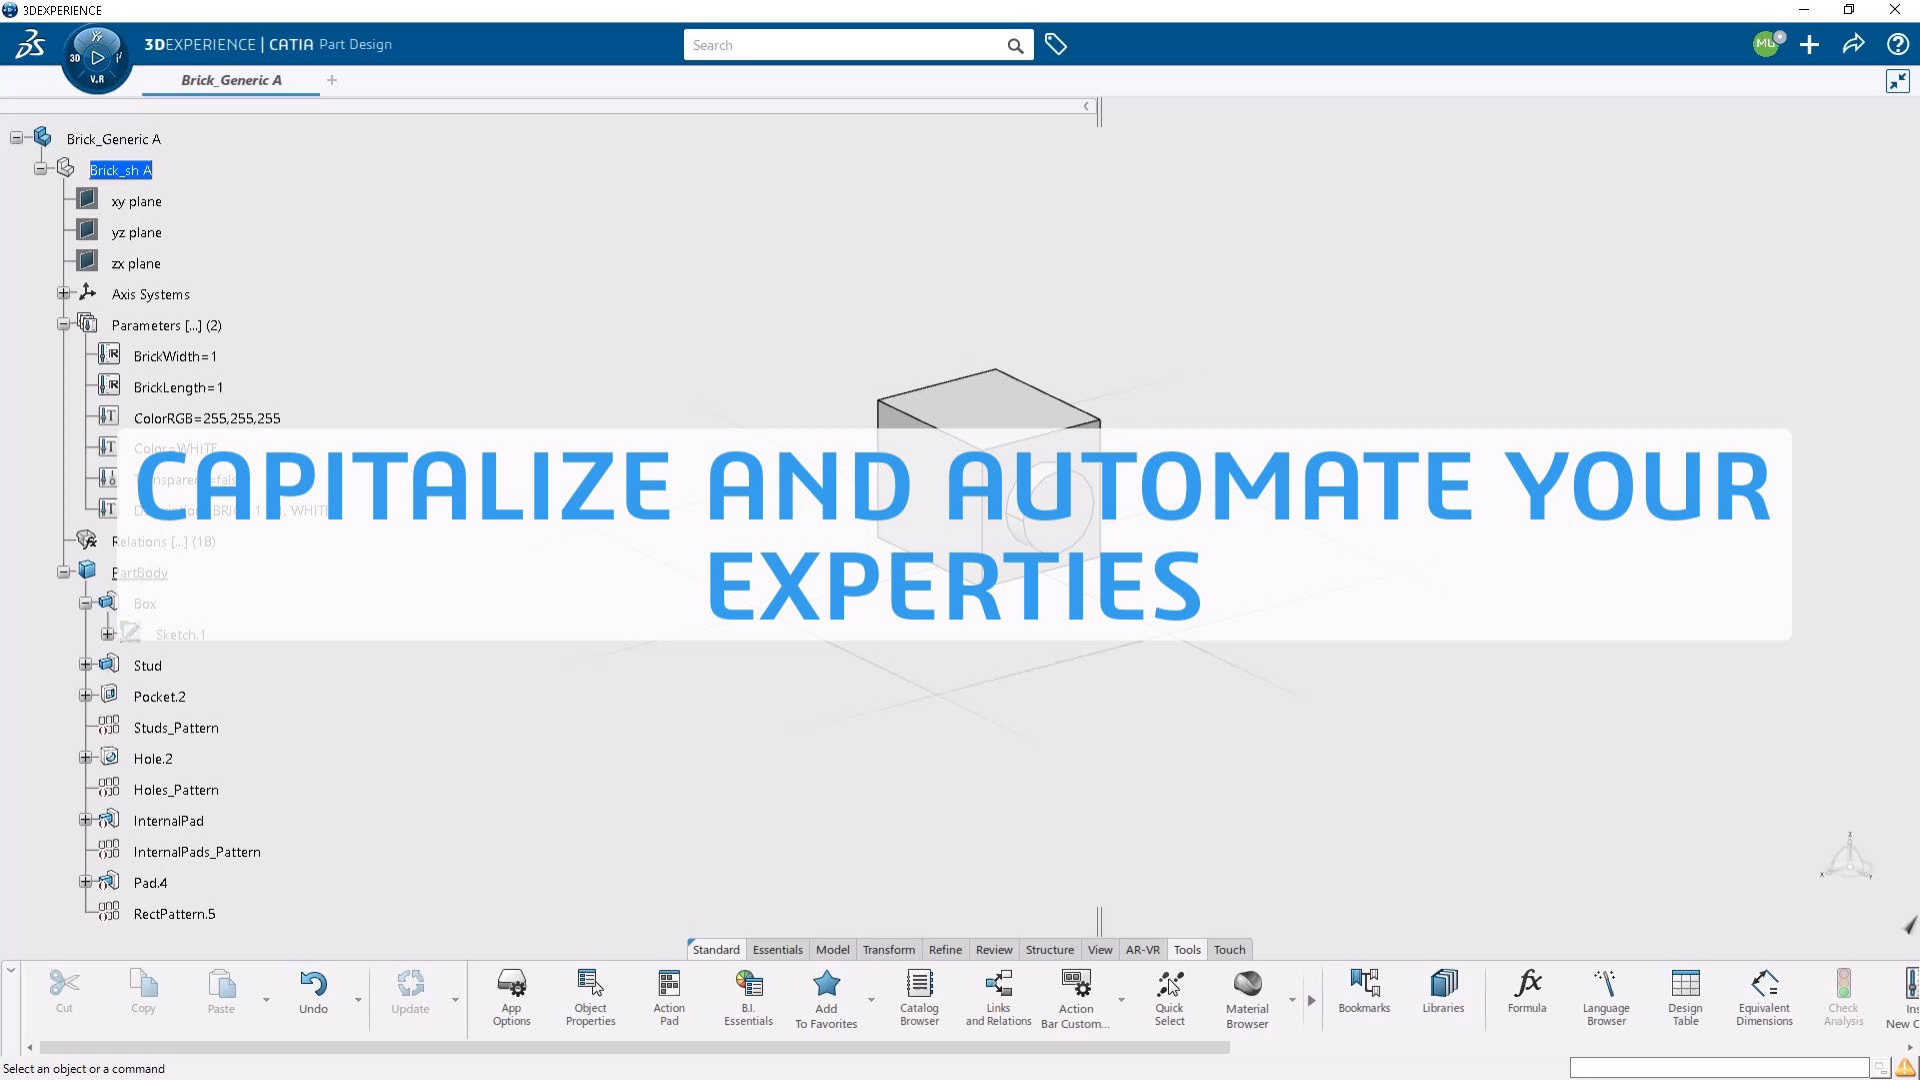 3DEXPERIENCE
3DEXPERIENCE | CATIA Part Design
Search
MU
3D
V.R
Brick_Generic A
Brick_Generic A
Brick_sh A
xy plane
yz plane
zx plane
Axis Systems
Parameters [...] (2)
BrickWidth=1
BrickLength=1
ColorRGB=255,255,255
Color=WHITE
CAPITALIZE AND AUTOMATE YOUR
EXPERTIES
Relations [...] (18)
PartBody
Box
Sketch.1
Stud
Pocket.2
Studs_Pattern
Hole.2
Holes_Pattern
InternalPad
InternalPads_Pattern
Pad.4
RectPattern.5
Standard Essentials Model Transform Refine Review Structure View AR-VR Tools Touch
Cut
Copy
Paste
Undo
Update
App
Options
Object
Properties
Action
Pad
B.I.
Essentials
Add
To Favorites
Catalog
Browser
Links
and Relations
Action
Bar Custom...
Quick
Select
Material
Browser
Bookmarks
Libraries
Formula
Language
Browser
Design
Table
Equivalent
Dimensions
Check
Analysis
Select an object or a command